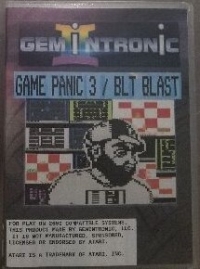 GEMINTRONIC
GAME PANIC 3 / BLT BLAST
FOR PLAY ON 2600 COMPATIBLE SYSTEMS.
THIS PRODUCT MADE BY GEMINTRONIC, LLC.
IT IS NOT MANUFACTURED, SPONSORED,
LICENSED OR ENDORSED BY ATARI.
ATARI IS A TRADEMARK OF ATARI, INC.